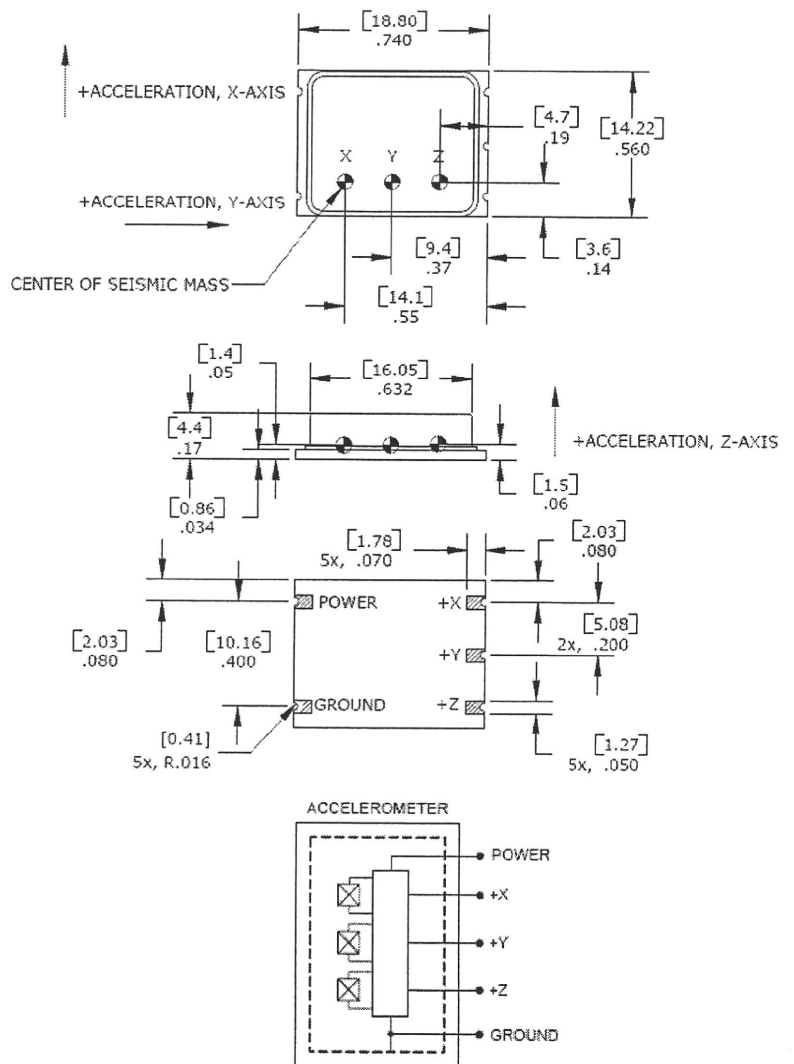 [18.80]
.740
+ACCELERATION, X-AXIS
[4.7]
.19
[14.22]
.560
X Y Z
+ACCELERATION, Y-AXIS
[9.4]
.37
[3.6]
.14
CENTER OF SEISMIC MASS
[14.1]
.55
[1.4]
.05
[16.05]
.632
[4.4]
.17
+ACCELERATION, Z-AXIS
[1.5]
.06
[0.86]
.034
[1.78]
5x, .070
[2.03]
.080
POWER +X
[2.03]
.080
[10.16]
.400
[5.08]
2x, .200
+Y
GROUND +Z
[0.41]
5x, R.016
[1.27]
5x, .050
ACCELEROMETER
POWER
+X
+Y
+Z
GROUND